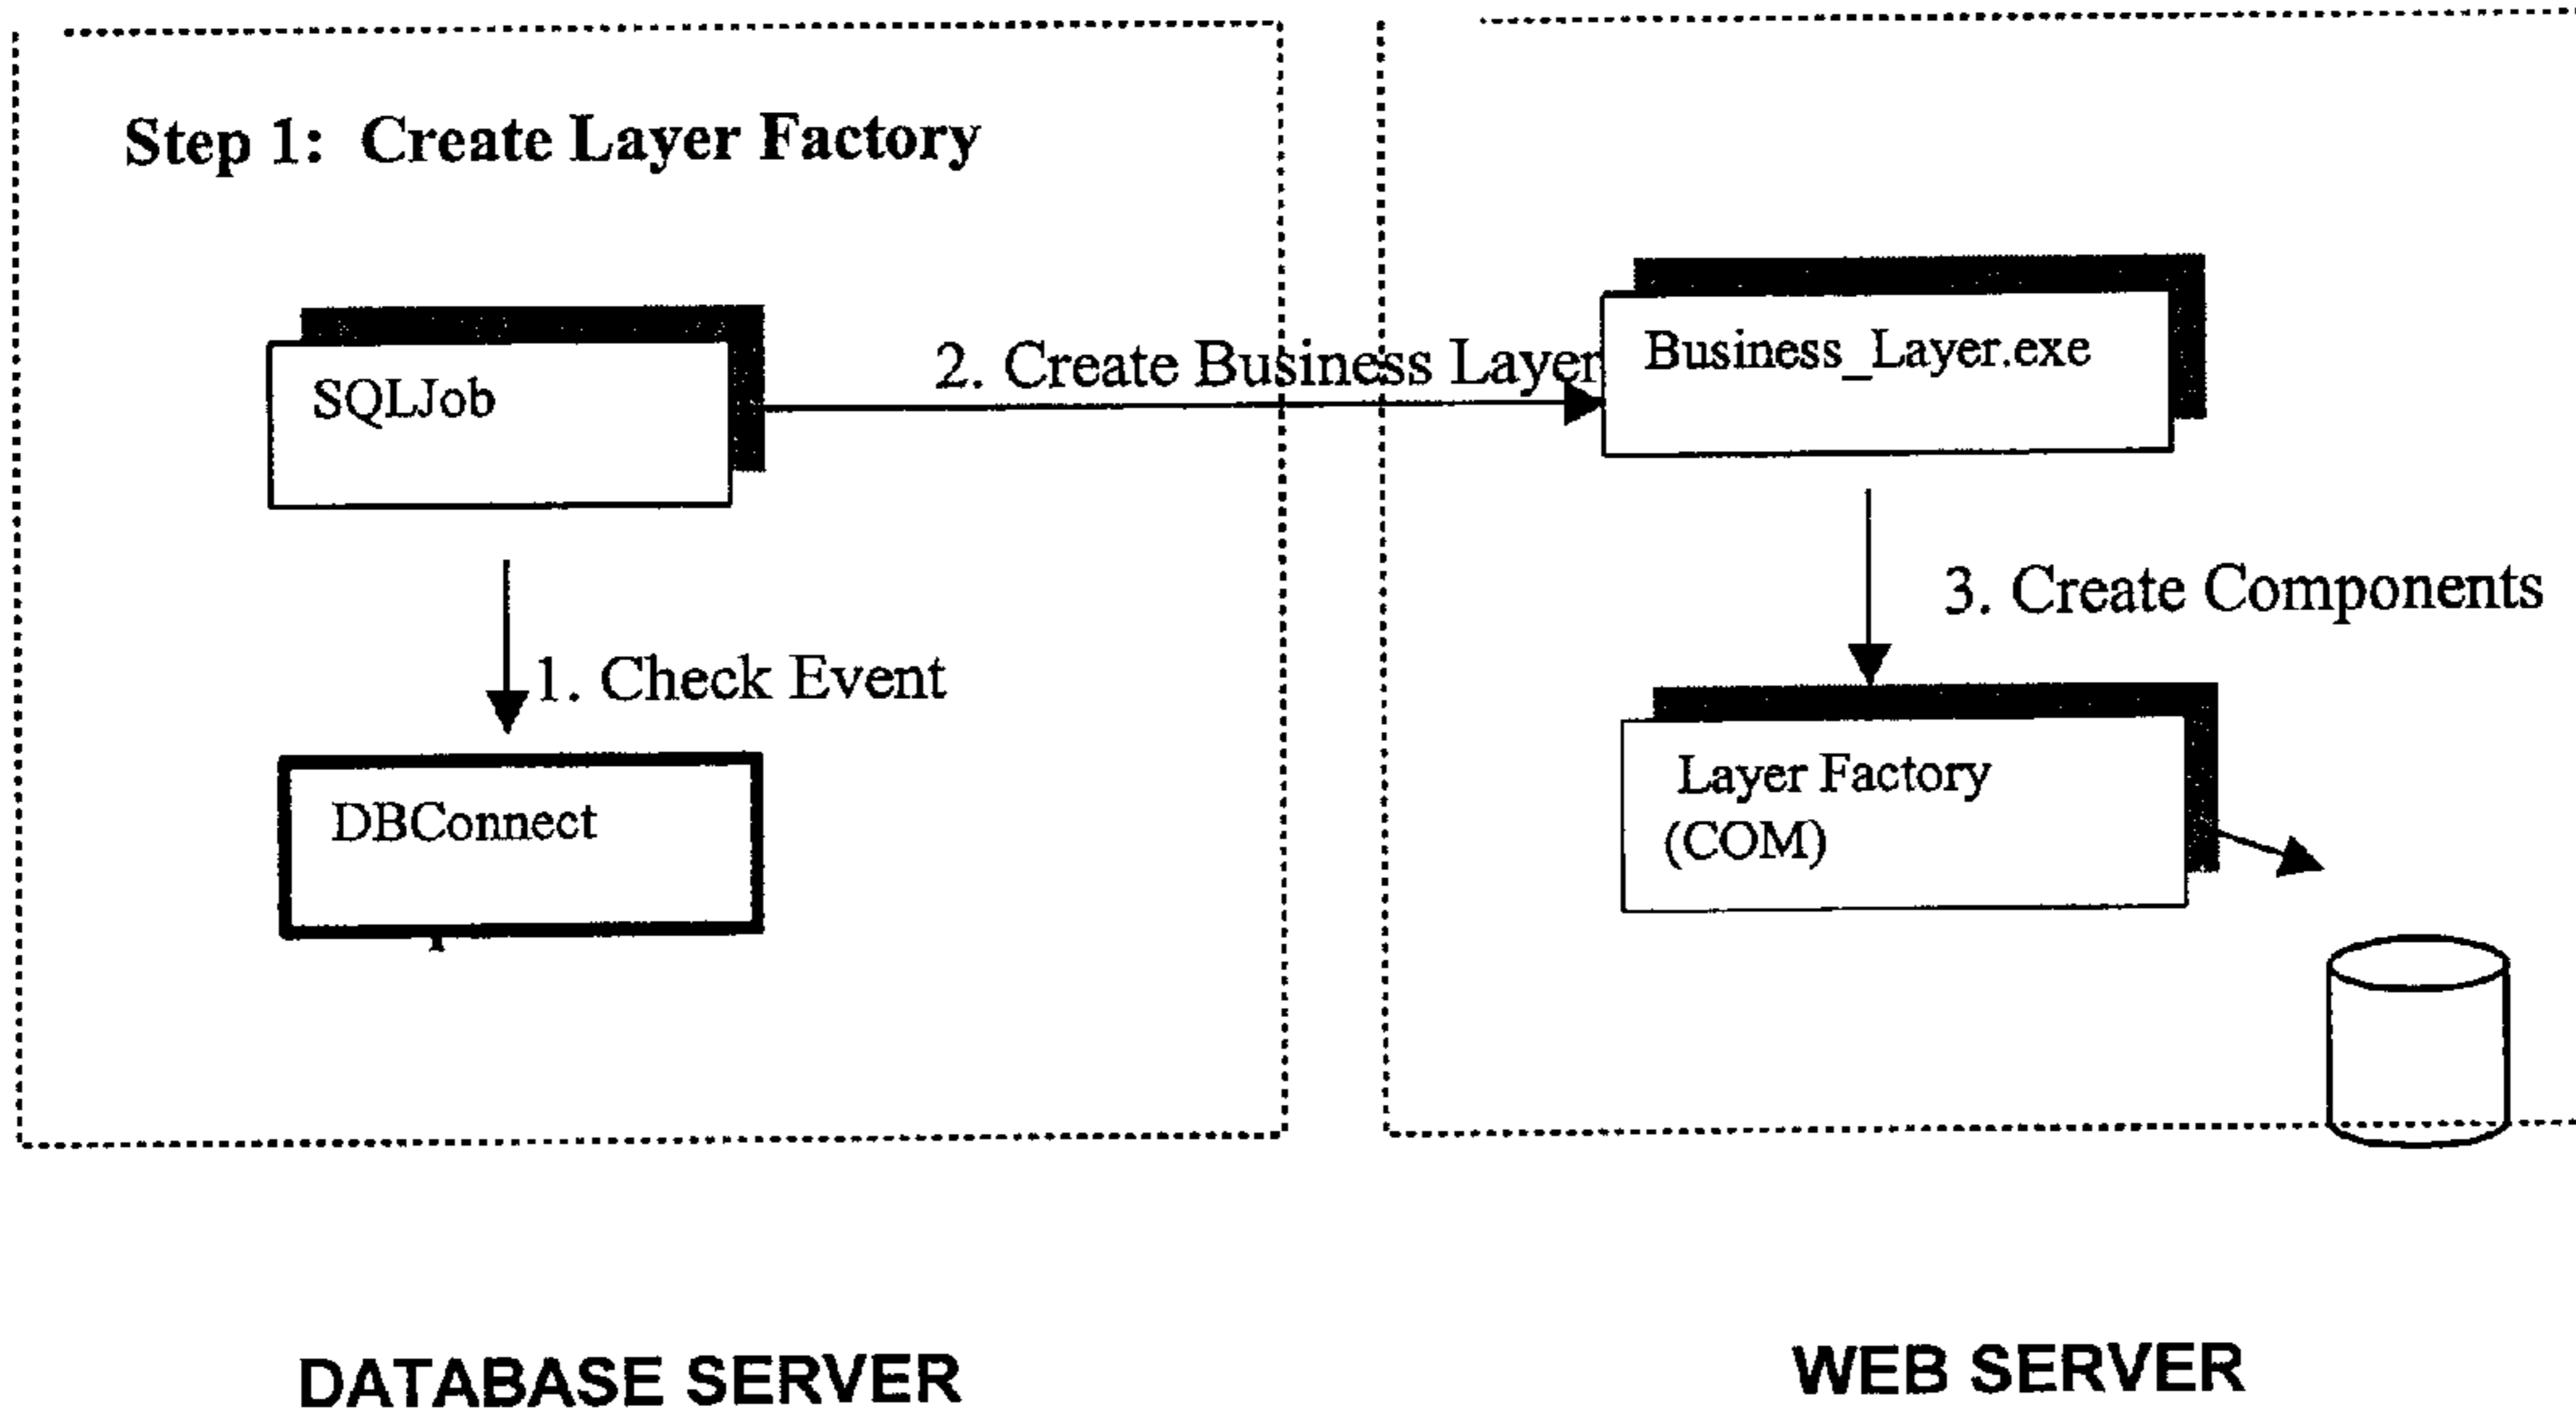 Step 1: Create Layer Factory
SQLJob
2. Create Business Layer
Business_Layer.exe
1. Check Event
3. Create Components
DBConnect
Layer Factory
(COM)
DATABASE SERVER
WEB SERVER